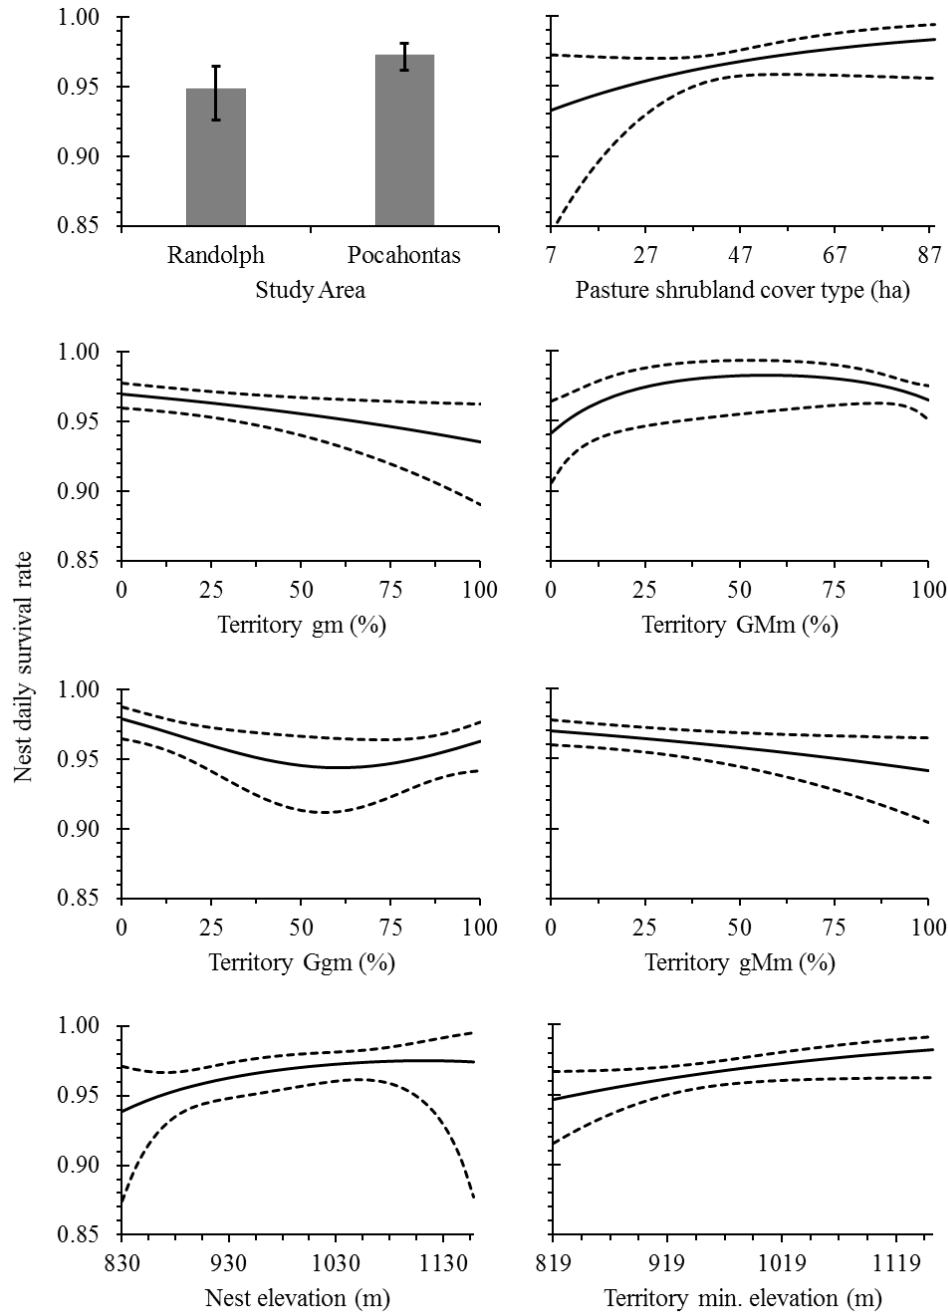 1.00
0.95
0.90
0.85
Randolph Pocahontas
Study Area
7 27 47 67 87
Pasture shrubland cover type (ha)
Nest daily survival rate
1.00
0.95
0.90
0.85
0 25 50 75 100
Territory gm (%)
0 25 50 75 100
Territory GMm (%)
1.00
0.95
0.90
0.85
0 25 50 75 100
Territory Ggm (%)
0 25 50 75 100
Territory gMm (%)
1.00
0.95
0.90
0.85
830 930 1030 1130
Nest elevation (m)
819 919 1019 1119
Territory min. elevation (m)